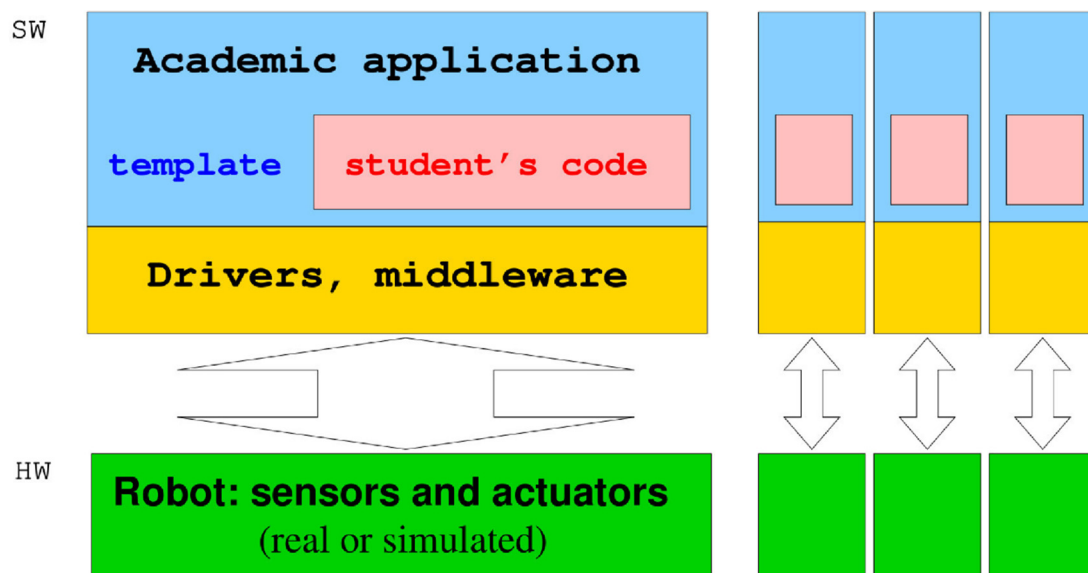 SW
Academic application
template
student's code
Drivers, middleware
HW
Robot: sensors and actuators
(real or simulated)